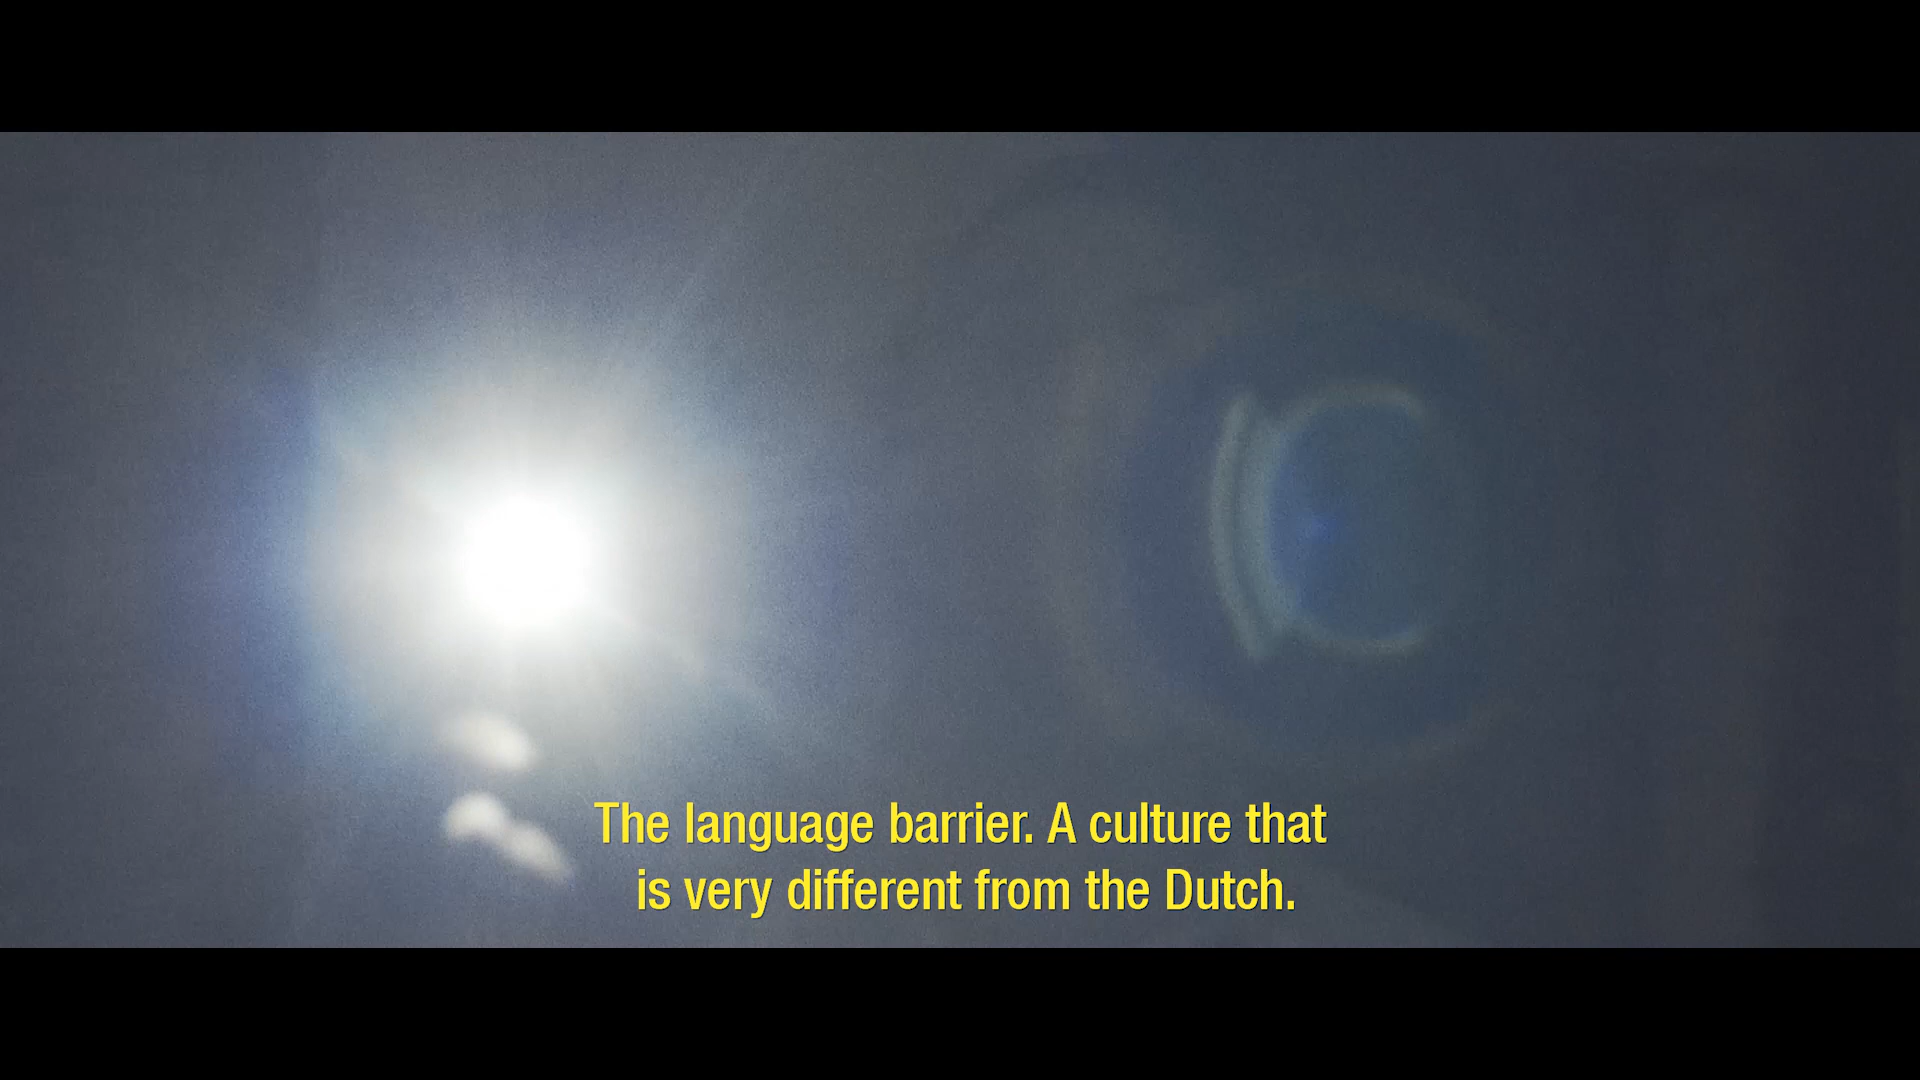 The language barrier. A culture that
is very different from the Dutch.